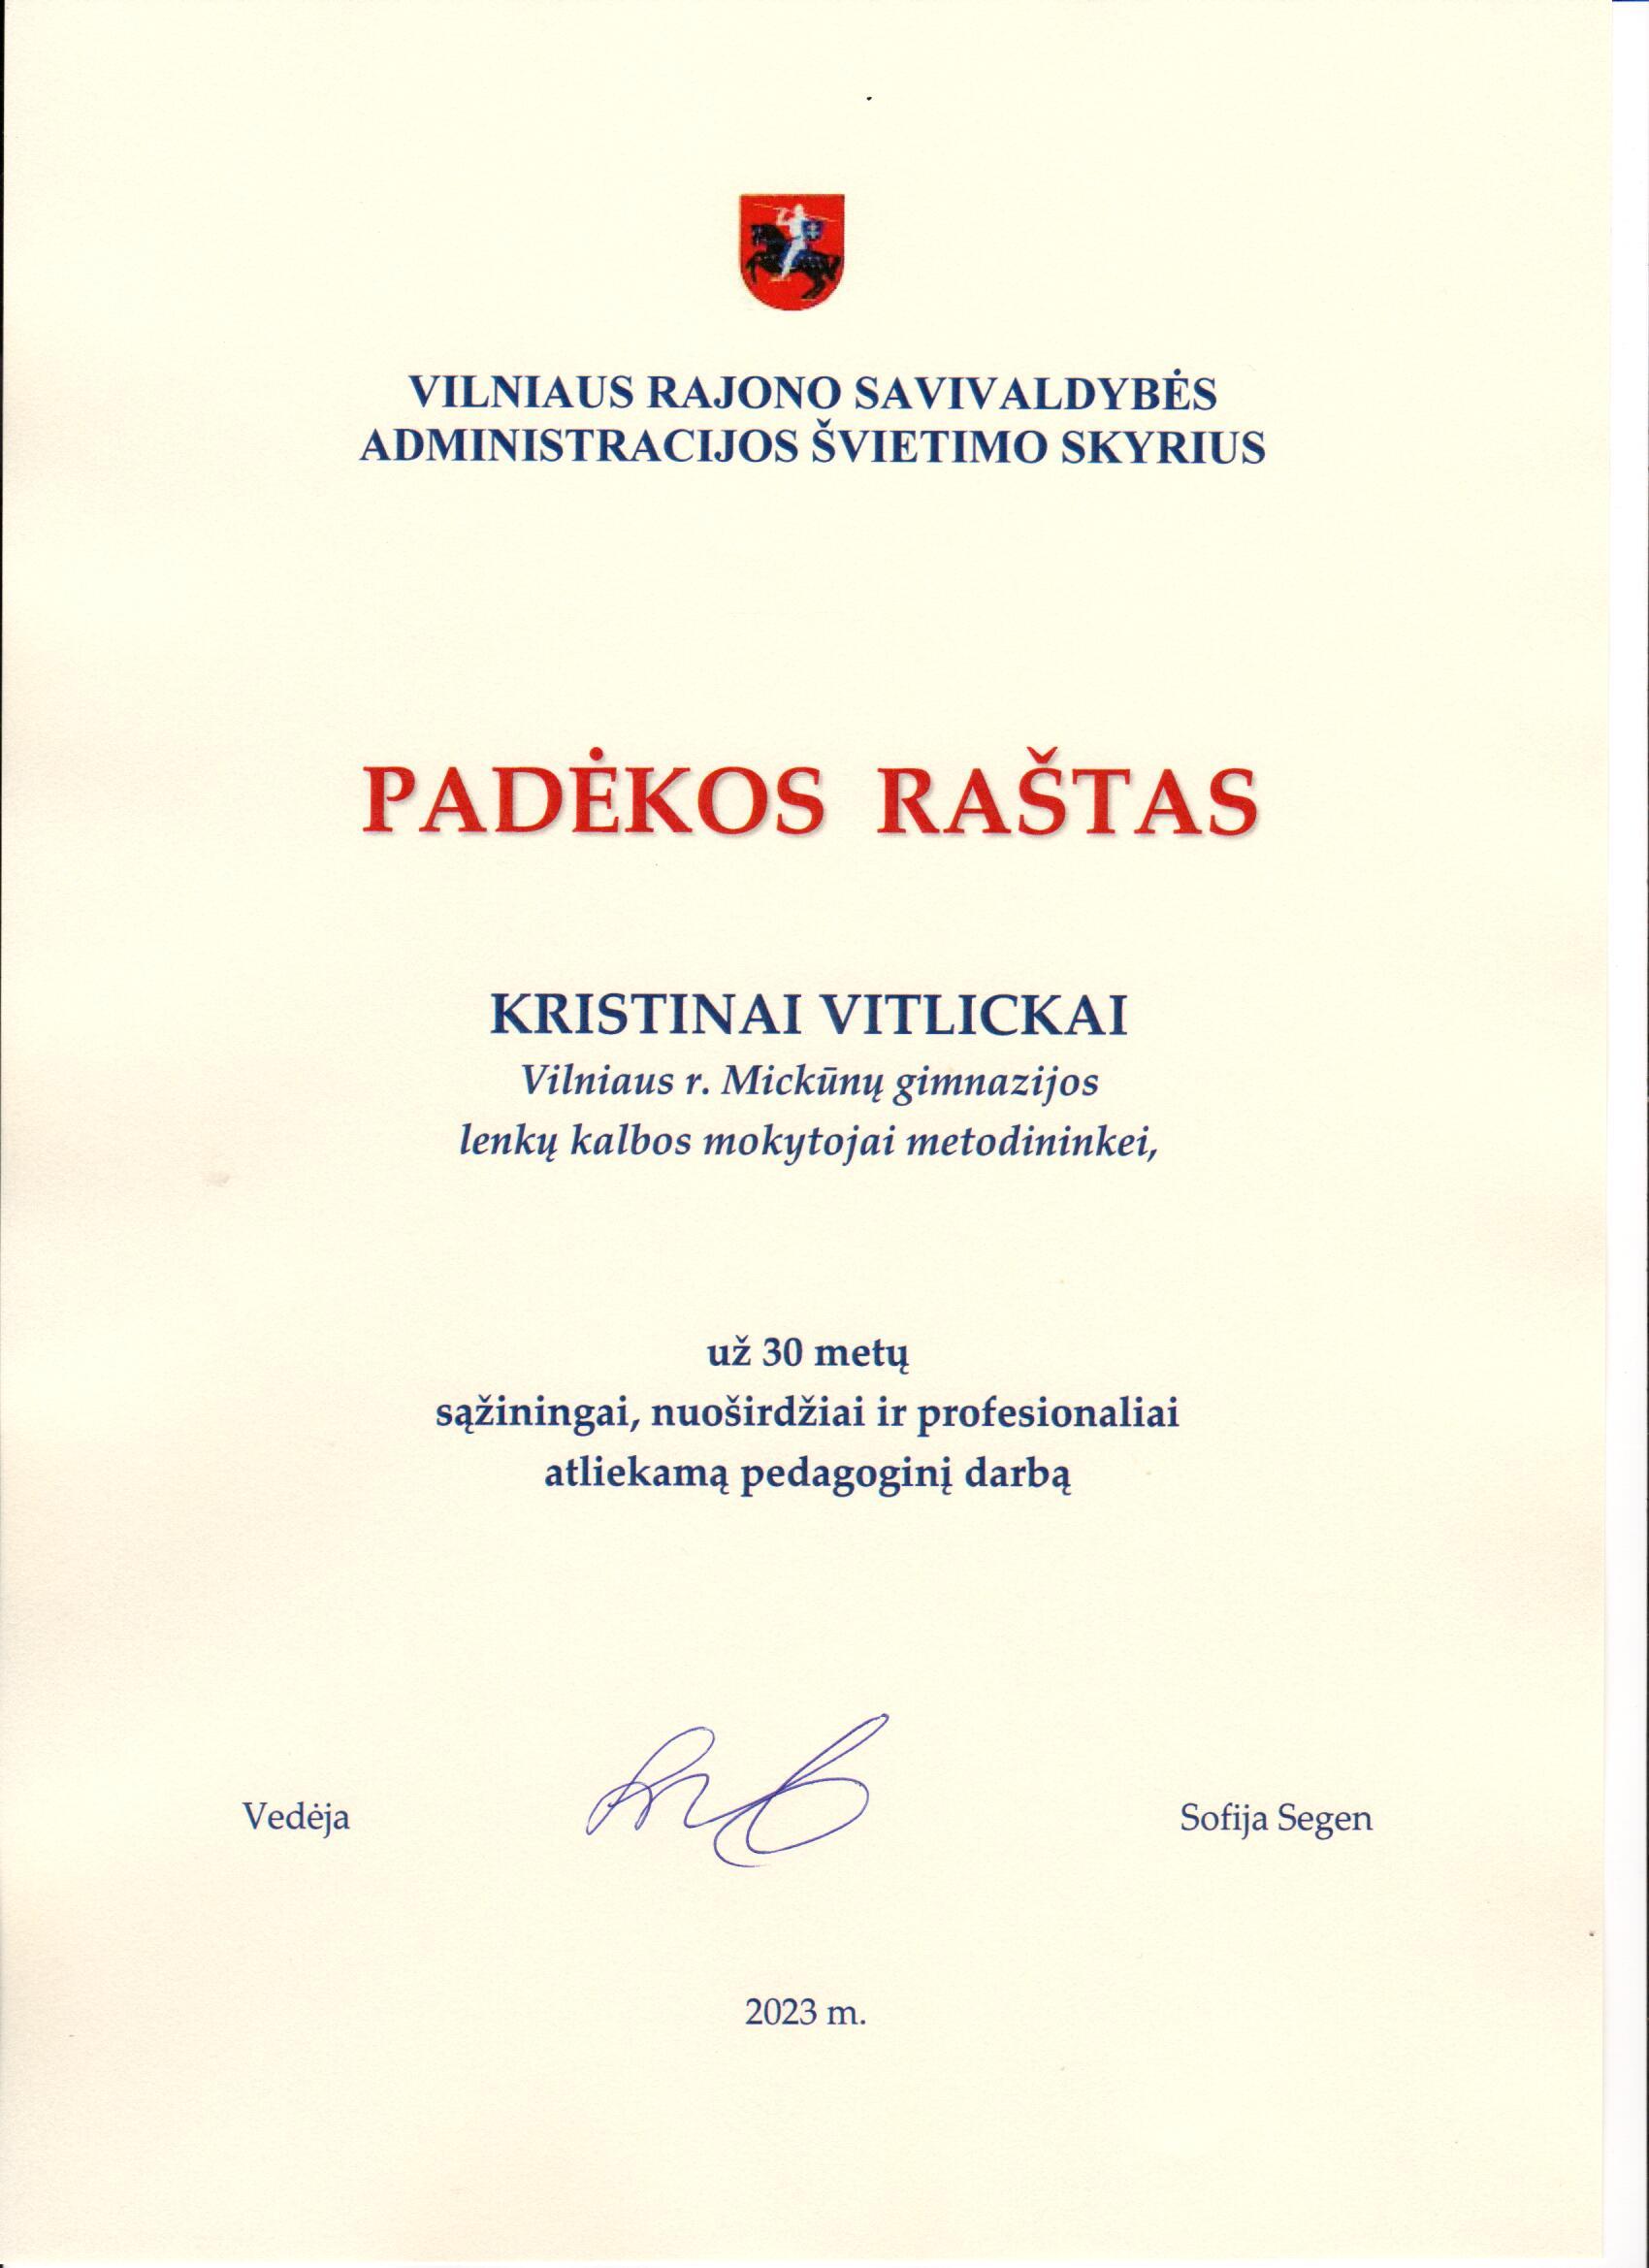 VILNIAUS RAJONO SAVIVALDYBĖS
ADMINISTRACIJOS ŠVIETIMO SKYRIUS
PADĖKOS RAŠTAS
KRISTINAI VITLICKAI
Vilniaus r. Mickūnų gimnazijos
lenkų kalbos mokytojai metodininkei,
už 30 metų
sąžiningai, nuoširdžiai ir profesionaliai
atliekamą pedagoginį darbą
Vedėja
Sofija Segen
2023 m.